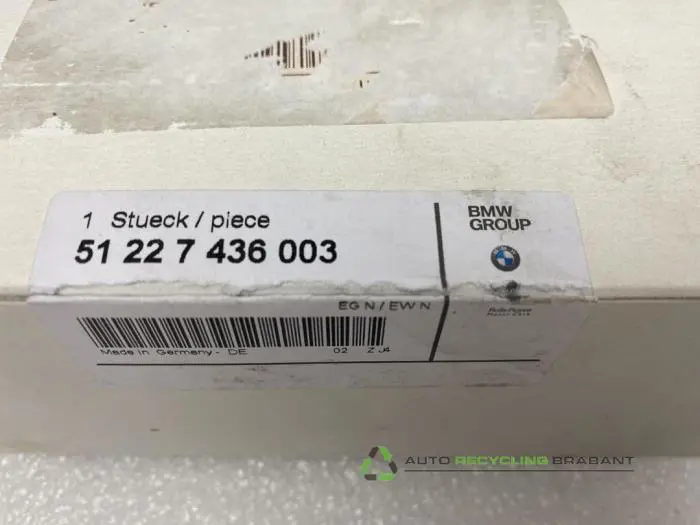 1 Stueck / piece
51 22 7 436 003
BMW
GROUP
EG N / EW N
Made in Germany - DE 02 Z J4
AUTO RECYCLING BRABANT